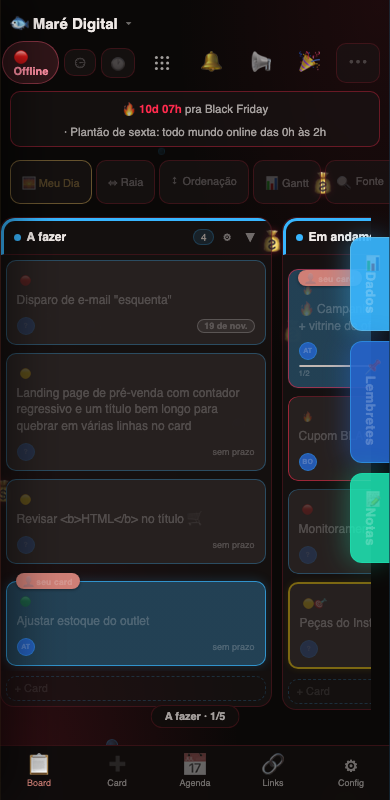 Maré Digital
Offline
10d 07h pra Black Friday
· Plantão de sexta: todo mundo online das 0h às 2h
Meu Dia
Raia
Ordenação
Gantt
Fonte
A fazer
4
Em andam
Disparo de e-mail "esquenta"
19 de nov.
Landing page de pré-venda com contador
regressivo e um título bem longo para
quebrar em várias linhas no card
sem prazo
Revisar <b>HTML</b> no título
sem prazo
seu card
Ajustar estoque do outlet
AT
sem prazo
+ Card
seu card
+ vitrine
AT
1/2
Cupom
BO
Peças do
+ Card
Dados
Lembretes
Notas
A fazer · 1/5
17
Board
Card
Agenda
Links
Config